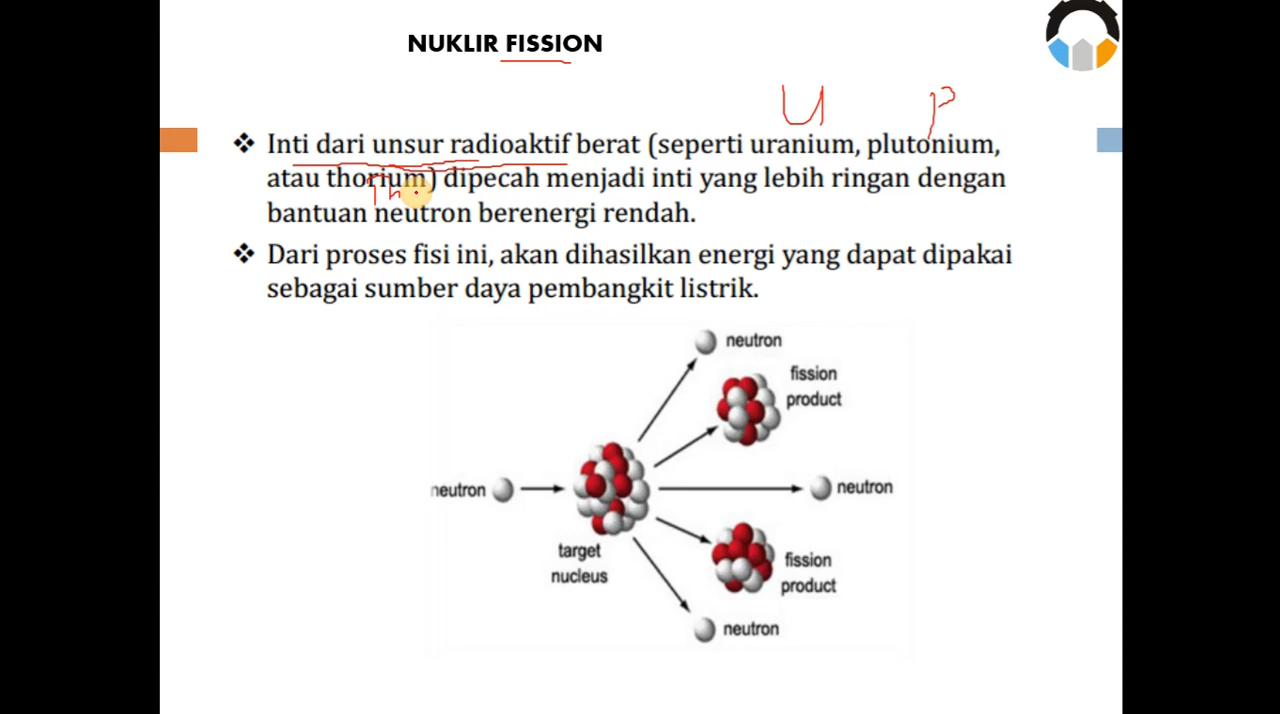 NUKLIR FISSION
U P
❖ Inti dari unsur radioaktif berat (seperti uranium, plutonium,
atau thorium) dipecah menjadi inti yang lebih ringan dengan
Th
bantuan neutron berenergi rendah.
❖ Dari proses fisi ini, akan dihasilkan energi yang dapat dipakai
sebagai sumber daya pembangkit listrik.
neutron
fission
product
neutron
neutron
target
nucleus
fission
product
neutron